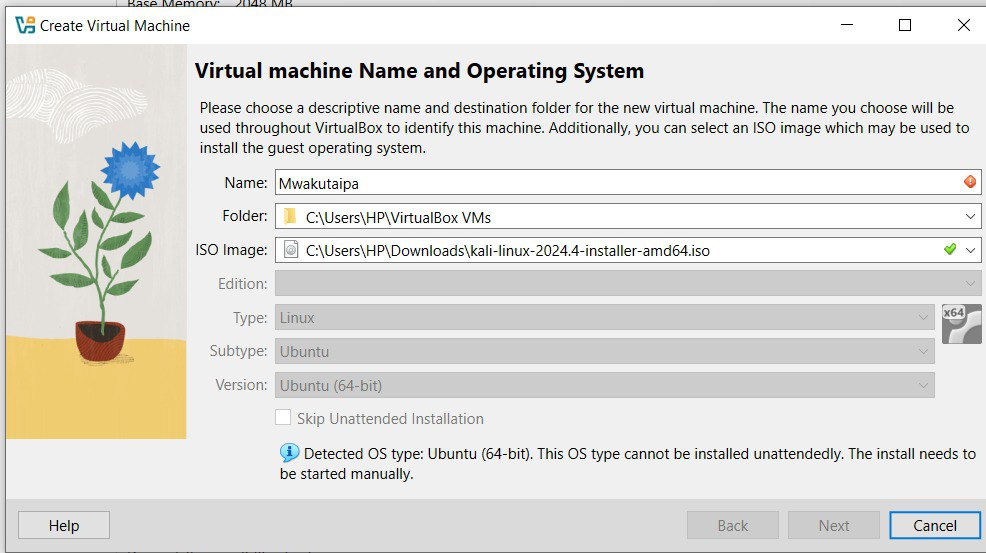 Base Memory: 2048 MB
Create Virtual Machine
Virtual machine Name and Operating System
Please choose a descriptive name and destination folder for the new virtual machine. The name you choose will be
used throughout VirtualBox to identify this machine. Additionally, you can select an ISO image which may be used to
install the guest operating system.
Name: Mwakutaipa
Folder: C:\Users\HP\VirtualBox VMs
ISO Image: C:\Users\HP\Downloads\kali-linux-2024.4-installer-amd64.iso
Edition:
Type: Linux
x64
Subtype: Ubuntu
Version: Ubuntu (64-bit)
Skip Unattended Installation
Detected OS type: Ubuntu (64-bit). This OS type cannot be installed unattendedly. The install needs to
be started manually.
Help Back Next Cancel